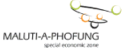 MALUTI-A-PHOFUNG
special economic zone